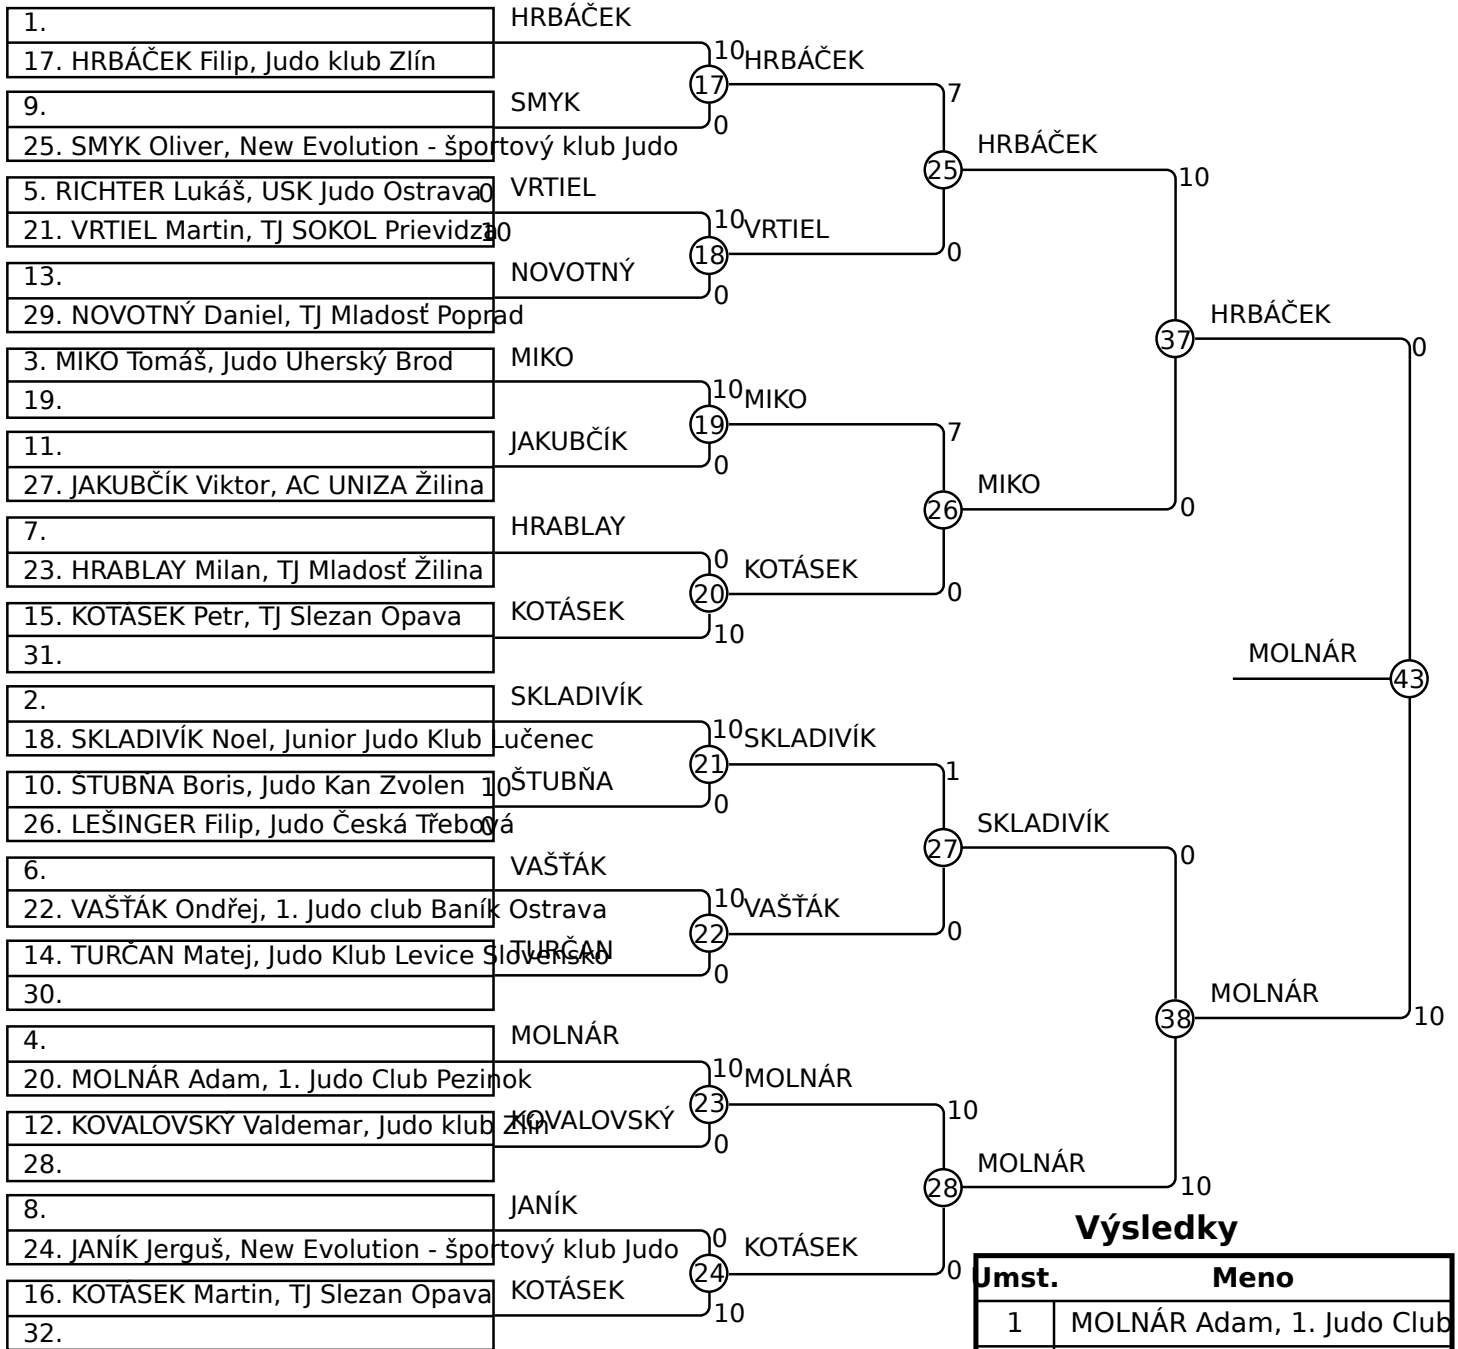 1.
17. HRBÁČEK Filip, Judo klub Zlín
9.
25. SMYK Oliver, New Evolution - športový klub Judo
5. RICHTER Lukáš, USK Judo Ostrava 0
21. VRTIEL Martin, TJ SOKOL Prievidza 10
13.
29. NOVOTNÝ Daniel, TJ Mladosť Poprad
3. MIKO Tomáš, Judo Uherský Brod
19.
11.
27. JAKUBČÍK Viktor, AC UNIZA Žilina
7.
23. HRABLAY Milan, TJ Mladosť Žilina
15. KOTÁSEK Petr, TJ Slezan Opava
31.
2.
18. SKLADIVÍK Noel, Junior Judo Klub Lučenec
10. ŠTUBŇA Boris, Judo Kan Zvolen 10
26. LEŠINGER Filip, Judo Česká Třebová 0
6.
22. VAŠŤÁK Ondřej, 1. Judo club Baník Ostrava
14. TURČAN Matej, Judo Klub Levice Slovensko
30.
4.
20. MOLNÁR Adam, 1. Judo Club Pezinok
12. KOVALOVSKÝ Valdemar, Judo klub Zlín
28.
8.
24. JANÍK Jerguš, New Evolution - športový klub Judo
16. KOTÁSEK Martin, TJ Slezan Opava
32.
HRBÁČEK
10
17
SMYK
0
VRTIEL
10
18
NOVOTNÝ
0
MIKO
10
19
JAKUBČÍK
0
HRABLAY
0
20
KOTÁSEK
10
SKLADIVÍK
10
21
ŠTUBŇA
0
VAŠŤÁK
10
22
TURČAN
0
MOLNÁR
10
23
KOVALOVSKÝ
0
JANÍK
0
24
KOTÁSEK
10
HRBÁČEK
7
25
VRTIEL
0
MIKO
7
26
KOTÁSEK
0
SKLADIVÍK
1
27
VAŠŤÁK
0
MOLNÁR
10
28
KOTÁSEK
0
HRBÁČEK
10
37
MIKO
0
SKLADIVÍK
0
38
MOLNÁR
10
HRBÁČEK
0
MOLNÁR
43
MOLNÁR
10
Výsledky
Umst. Meno
1 MOLNÁR Adam, 1. Judo Club